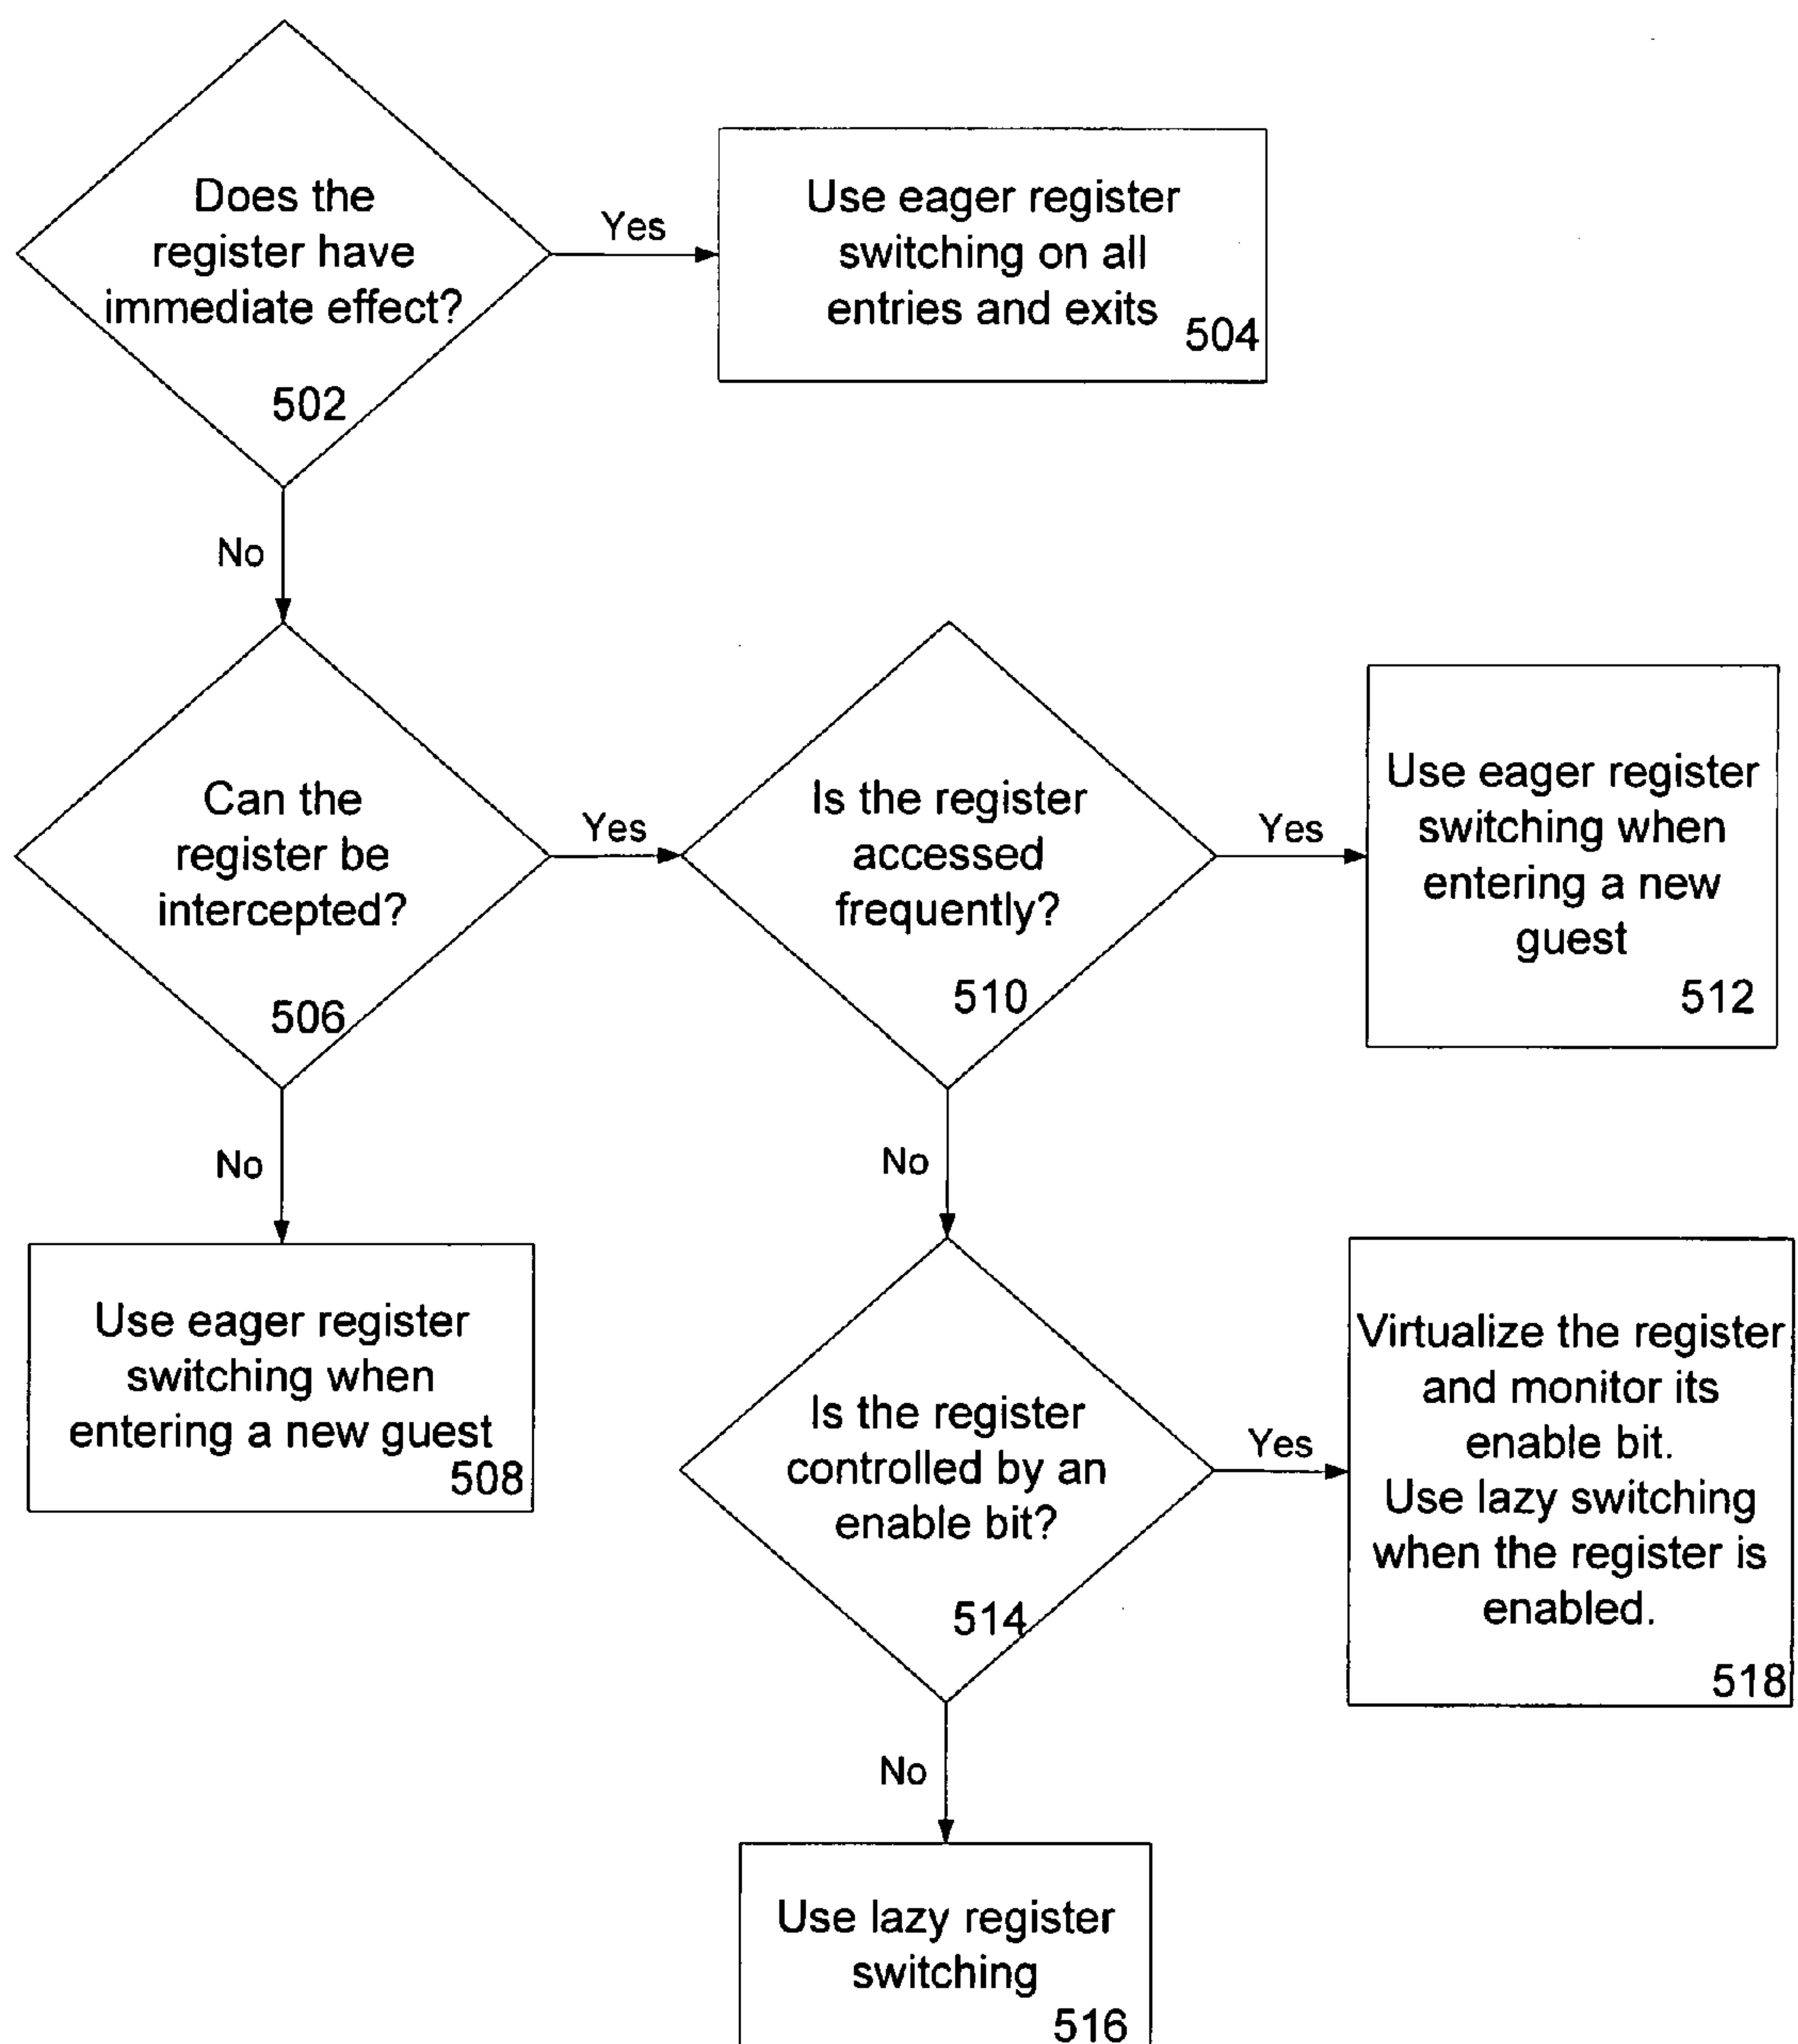 Does the
register have
immediate effect?
502
Yes
Use eager register
switching on all
entries and exits
504
No
Can the
register be
intercepted?
506
Yes
Is the register
accessed
frequently?
510
Yes
Use eager register
switching when
entering a new
guest
512
No
Use eager register
switching when
entering a new guest
508
No
Is the register
controlled by an
enable bit?
514
Yes
Virtualize the register
and monitor its
enable bit.
Use lazy switching
when the register is
enabled.
518
No
Use lazy register
switching
516